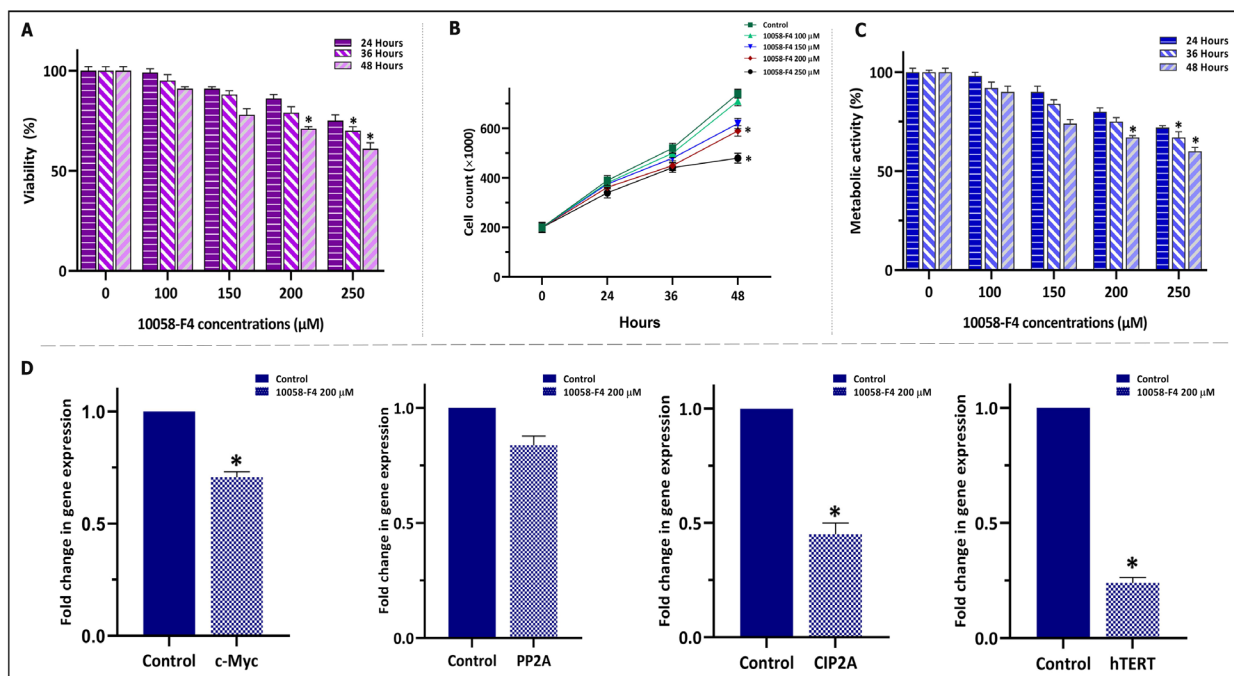 A
24 Hours
36 Hours
48 Hours
Viability (%)
100
50
0
* * *
*
0 100 150 200 250
10058-F4 concentrations (μM)
B
Control
10058-F4 100 μM
10058-F4 150 μM
10058-F4 200 μM
10058-F4 250 μM
Cell count (×1000)
600
400
200
0
*
*
0 24 36 48
Hours
C
24 Hours
36 Hours
48 Hours
Metabolic activity (%)
100
50
0
* * *
0 100 150 200 250
10058-F4 concentrations (μM)
D
Control
10058-F4 200 μM
Fold change in gene expression
1.0
0.5
0.0
*
Control c-Myc
Control
10058-F4 200 μM
Fold change in gene expression
1.0
0.5
0.0
Control PP2A
Control
10058-F4 200 μM
Fold change in gene expression
1.0
0.5
0.0
*
Control CIP2A
Control
10058-F4 200 μM
Fold change in gene expression
1.0
0.5
0.0
*
Control hTERT